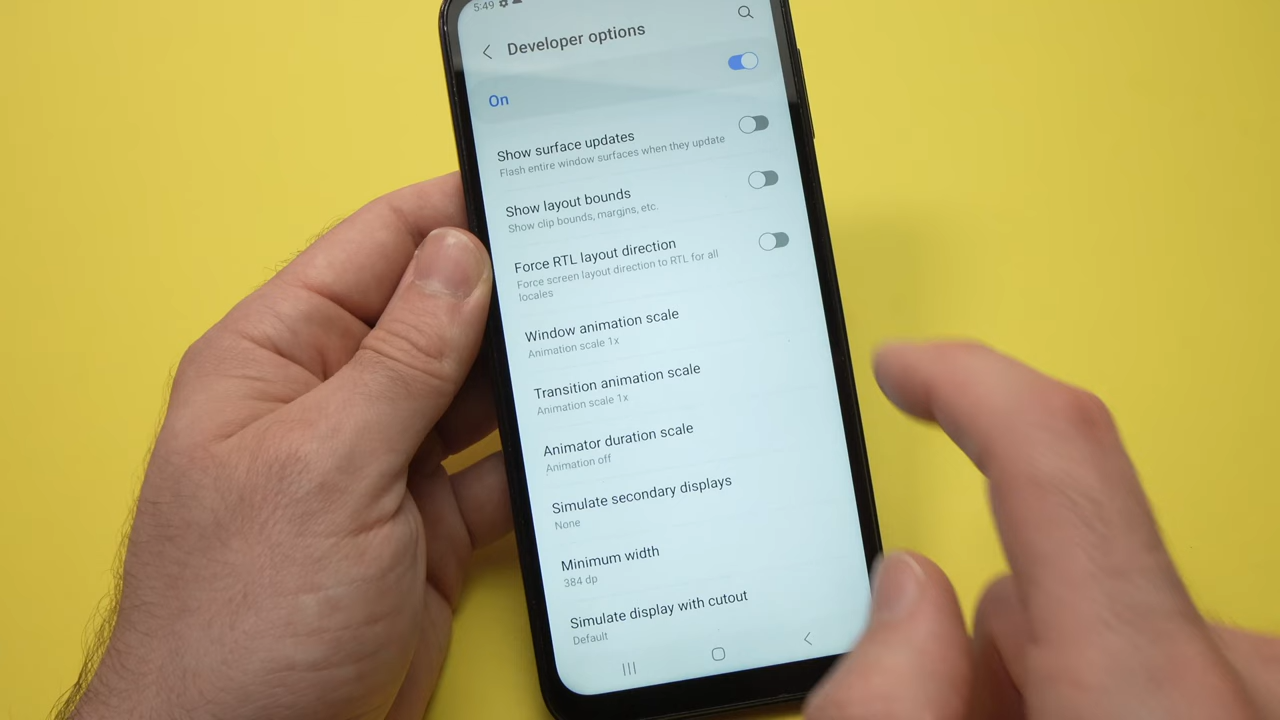 5:49
Developer options
On
Show surface updates
Flash entire window surfaces when they update
Show layout bounds
Show clip bounds, margins, etc.
Force RTL layout direction
Force screen layout direction to RTL for all
locales
Window animation scale
Animation scale 1x
Transition animation scale
Animation scale 1x
Animator duration scale
Animation off
Simulate secondary displays
None
Minimum width
384 dp
Simulate display with cutout
Default